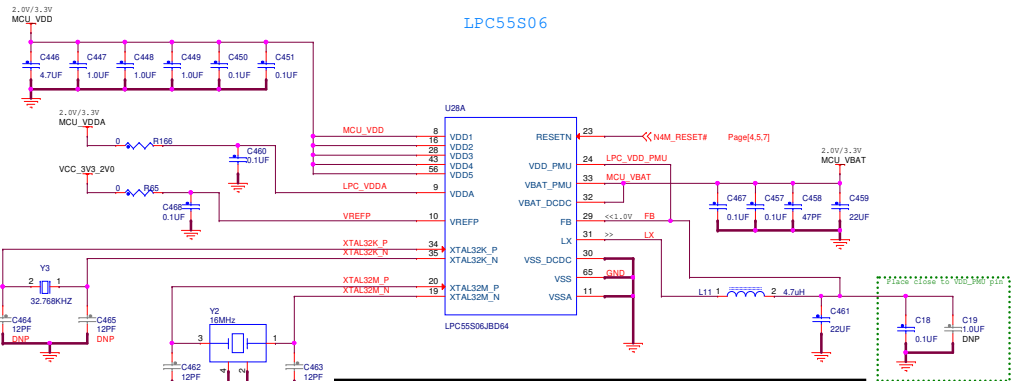 LPC55S06
2.0V/3.3V
MCU_VDD
C446
4.7UF
C447
1.0UF
C448
1.0UF
C449
1.0UF
C450
0.1UF
C451
0.1UF
2.0V/3.3V
MCU_VDDA
0
R166
C460
0.1UF
VCC_3V3_2V0
0
R65
C468
0.1UF
U28A
MCU_VDD
8
VDD1
16
VDD2
28
VDD3
43
VDD4
56
VDD5
LPC_VDDA
9
VDDA
VREFP
10
VREFP
XTAL32K_P
34
XTAL32K_P
XTAL32K_N
35
XTAL32K_N
XTAL32M_P
20
XTAL32M_P
XTAL32M_N
19
XTAL32M_N
LPC55S06JBD64
RESETN
23
N4M_RESET#
Page[4,5,7]
VDD_PMU
24
LPC_VDD_PMU
VBAT_PMU
33
MCU_VBAT
VBAT_DCDC
32
FB
29
<<1.0V
FB
LX
31
>>
LX
VSS_DCDC
30
VSS
65
GND
VSSA
11
2.0V/3.3V
MCU_VBAT
C467
0.1UF
C457
0.1UF
C458
47PF
C459
22UF
L11
1
2
4.7uH
C461
22UF
Place close to VDD_PMU pin
C18
0.1UF
C19
1.0UF
DNP
Y3
2
1
32.768KHZ
C464
12PF
DNP
C465
12PF
DNP
Y2
16MHz
3
1
4
2
C462
12PF
C463
12PF